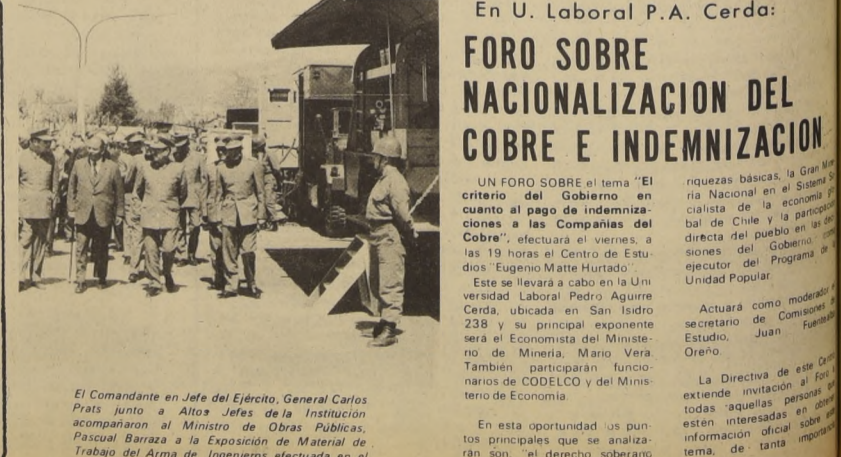 El Comandante en Jefe del Ejército, General Carlos
Prats junto a Altos Jefes de la Institución
acompañaron al Ministro de Obras Públicas,
Pascual Barraza a la Exposición de Material de
Trabajo del Arma de Ingenieros efectuada en el
En U. Laboral P.A. Cerda:
FORO SOBRE
NACIONALIZACION DEL
COBRE E INDEMNIZACION
UN FORO SOBRE el tema "El
criterio del Gobierno en
cuanto al pago de indemniza-
ciones a las Compañías del
Cobre", efectuará el viernes, a
las 19 horas el Centro de Estu-
dios "Eugenio Matte Hurtado".
Este se llevará a cabo en la Uni
versidad Laboral Pedro Aguirre
Cerda, ubicada en San Isidro
238 y su principal exponente
será el Economista del Ministe-
rio de Minería, Mario Vera.
También participarán funcio-
narios de CODELCO y del Minis-
terio de Economía.
En esta oportunidad los pun-
tos principales que se analiza-
rán son "el derecho soberano
riquezas básicas, la Gran Mine
ría Nacional en el Sistema So
cialista de la economía
bal de Chile y la participación
directa del pueblo en las
siones del Gobierno,
ejecutor del Programa de la
Unidad Popular.
Actuará como moderador
secretario de Comisiones
Estudio, Juan
Oreño.
La Directiva de este Centro
extiende invitación al Foro
todas aquellas personas
estén interesadas en
información oficial sobre
tema, de tanta